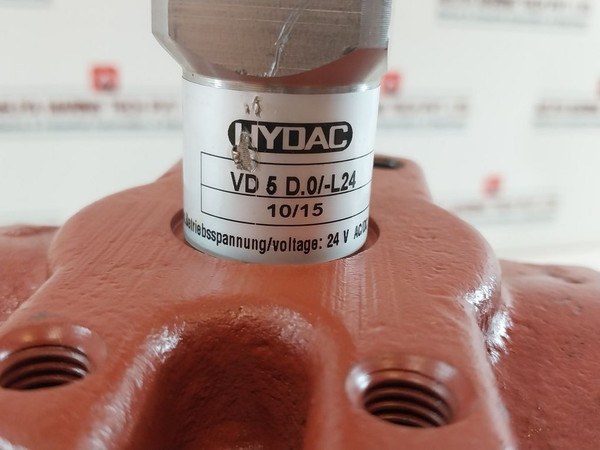 HYDAC
VD 5 D.0/-L24
10/15
Betriebsspannung/voltage: 24 V AC/DC